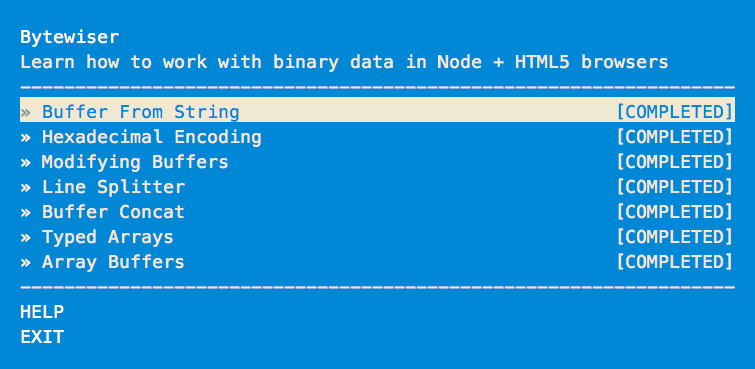 Bytewiser
Learn how to work with binary data in Node + HTML5 browsers
» Buffer From String [COMPLETED]
» Hexadecimal Encoding [COMPLETED]
» Modifying Buffers [COMPLETED]
» Line Splitter [COMPLETED]
» Buffer Concat [COMPLETED]
» Typed Arrays [COMPLETED]
» Array Buffers [COMPLETED]
HELP
EXIT